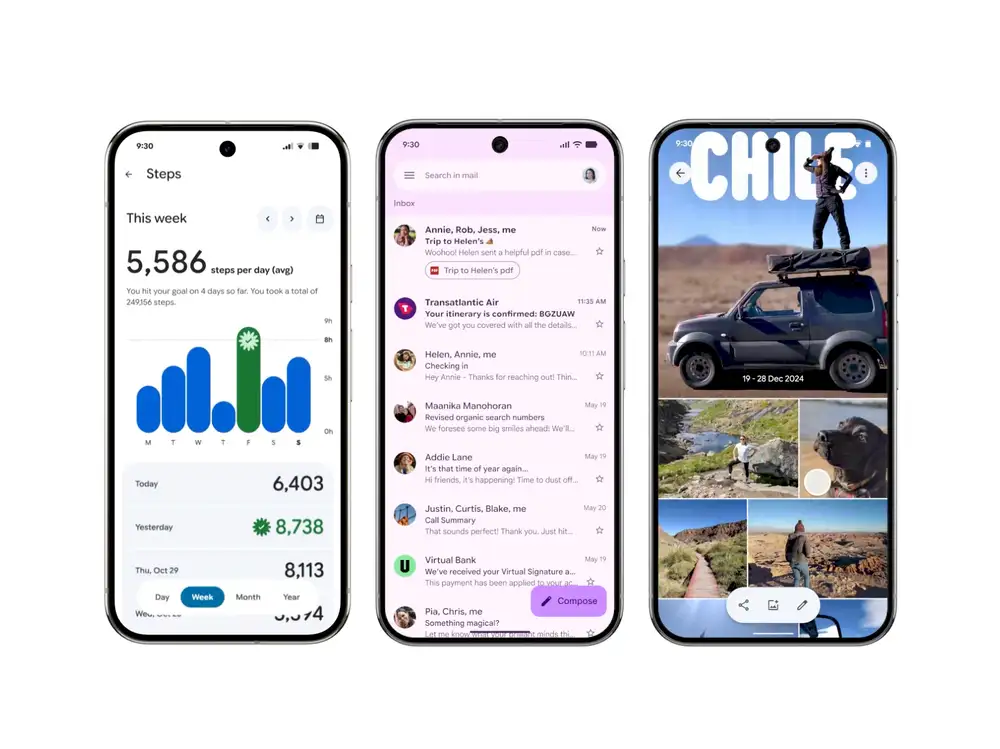 9:30
Steps
This week
5,586 steps per day (avg)
You hit your goal on 4 days so far. You took a total of
249,156 steps.
9h
8h
5h
0h
M T W T F S S
Today 6,403
Yesterday 8,738
Thu, Oct 29 8,113
Day Week Month Year
9:30
Search in mail
Inbox
Annie, Rob, Jess, me Now
Trip to Helen's
Woohoo! Helen sent a helpful pdf in case...
PDF Trip to Helen's pdf
Transatlantic Air 11:35 AM
Your itinerary is confirmed: BGZUAW
We've got you covered with all the details...
Helen, Annie, me 10:11 AM
Checking in
Hey Annie - Thanks for reaching out! Thin...
Maanika Manoharan May 19
Revised organic search numbers
We foresee some big smiles ahead: We'll...
Addie Lane May 19
It's that time of year again...
Hi friends, it's happening! Time to dust off...
Justin, Curtis, Blake, me May 20
Call Summary
That sounds perfect! Thank you. Just hit...
U
Virtual Bank May 19
We've received your Virtual Signature a...
This payment has been applied to your ac...
Compose
Pia, Chris, me
Something magical?
Let me know what your present minds thi...
9:30
CHILE
19 - 28 Dec 2024